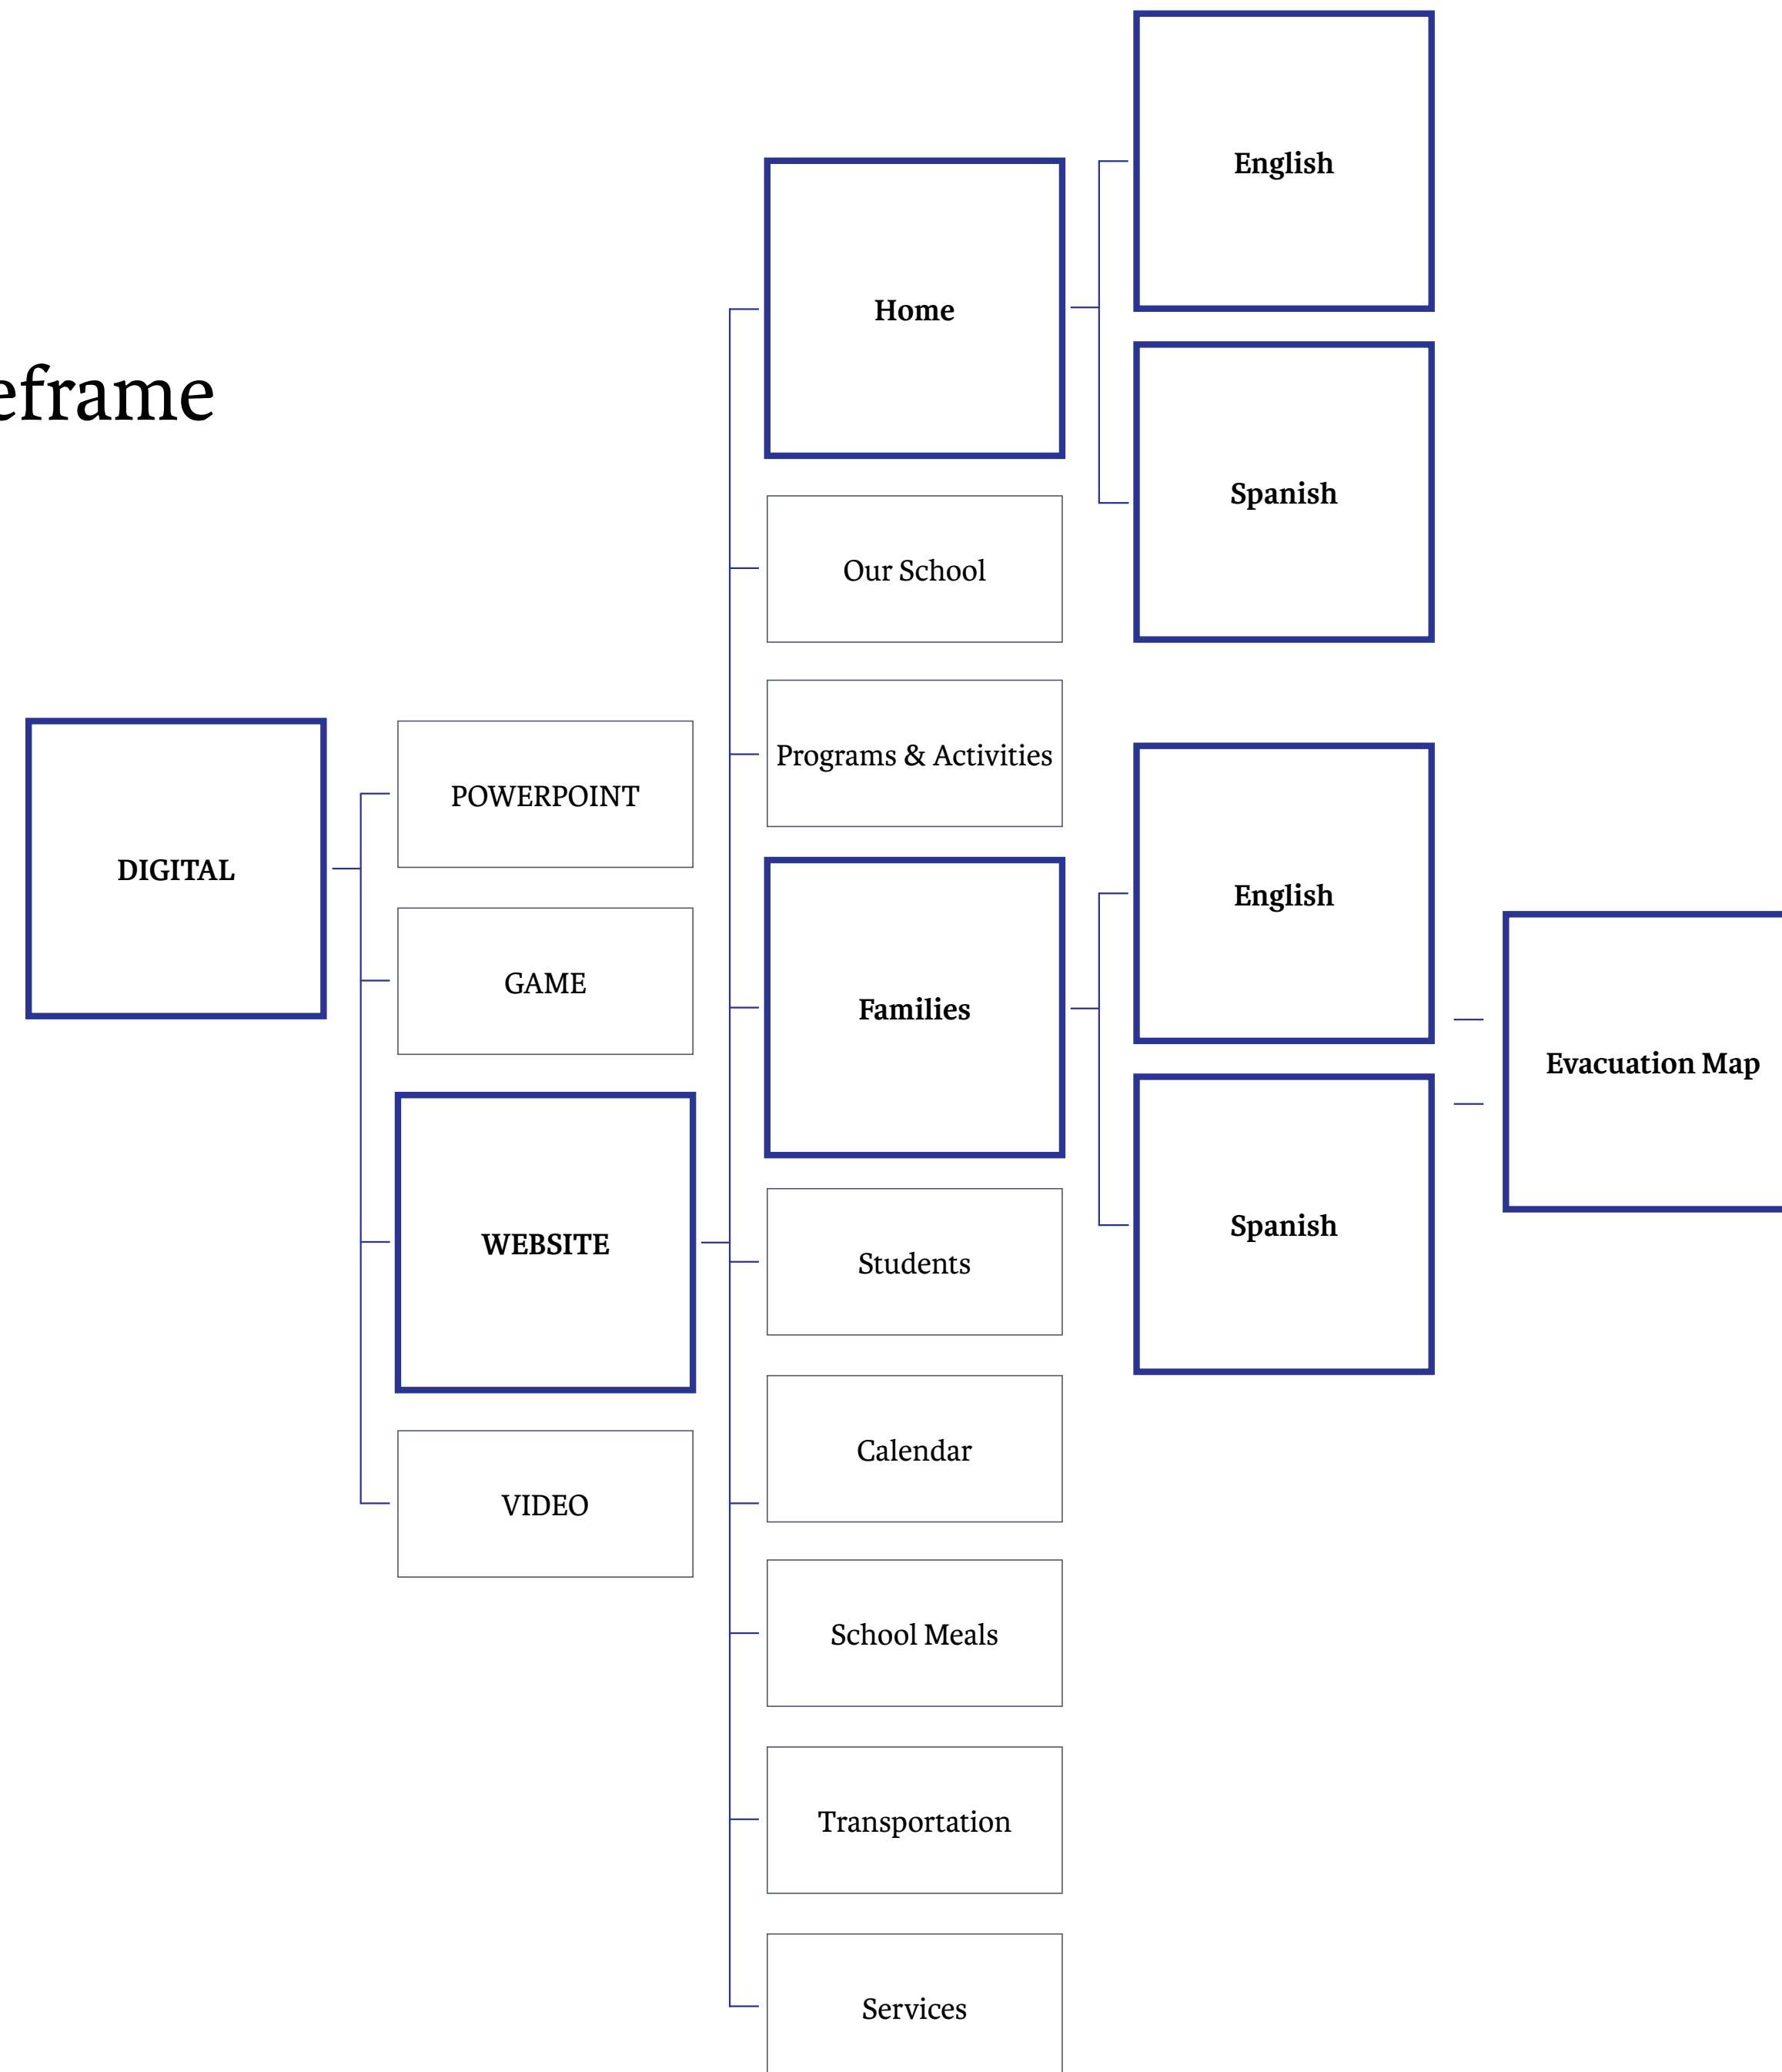 eframe
DIGITAL
POWERPOINT
GAME
WEBSITE
VIDEO
Home
Our School
Programs & Activities
Families
Students
Calendar
School Meals
Transportation
Services
English
Spanish
English
Spanish
Evacuation Map